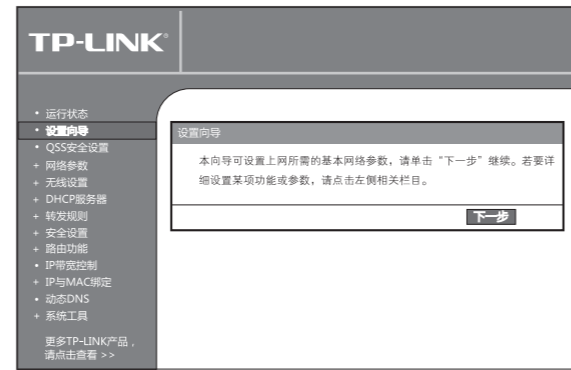 TP-LINK®
• 运行状态
• 设置向导
• QSS安全设置
+ 网络参数
+ 无线设置
+ DHCP服务器
+ 转发规则
+ 安全设置
+ 路由功能
• IP带宽控制
+ IP与MAC绑定
• 动态DNS
+ 系统工具
更多TP-LINK产品，
请点击查看 >>
设置向导
本向导可设置上网所需的基本网络参数，请单击“下一步”继续。若要详
细设置某项功能或参数，请点击左侧相关栏目。
下一步